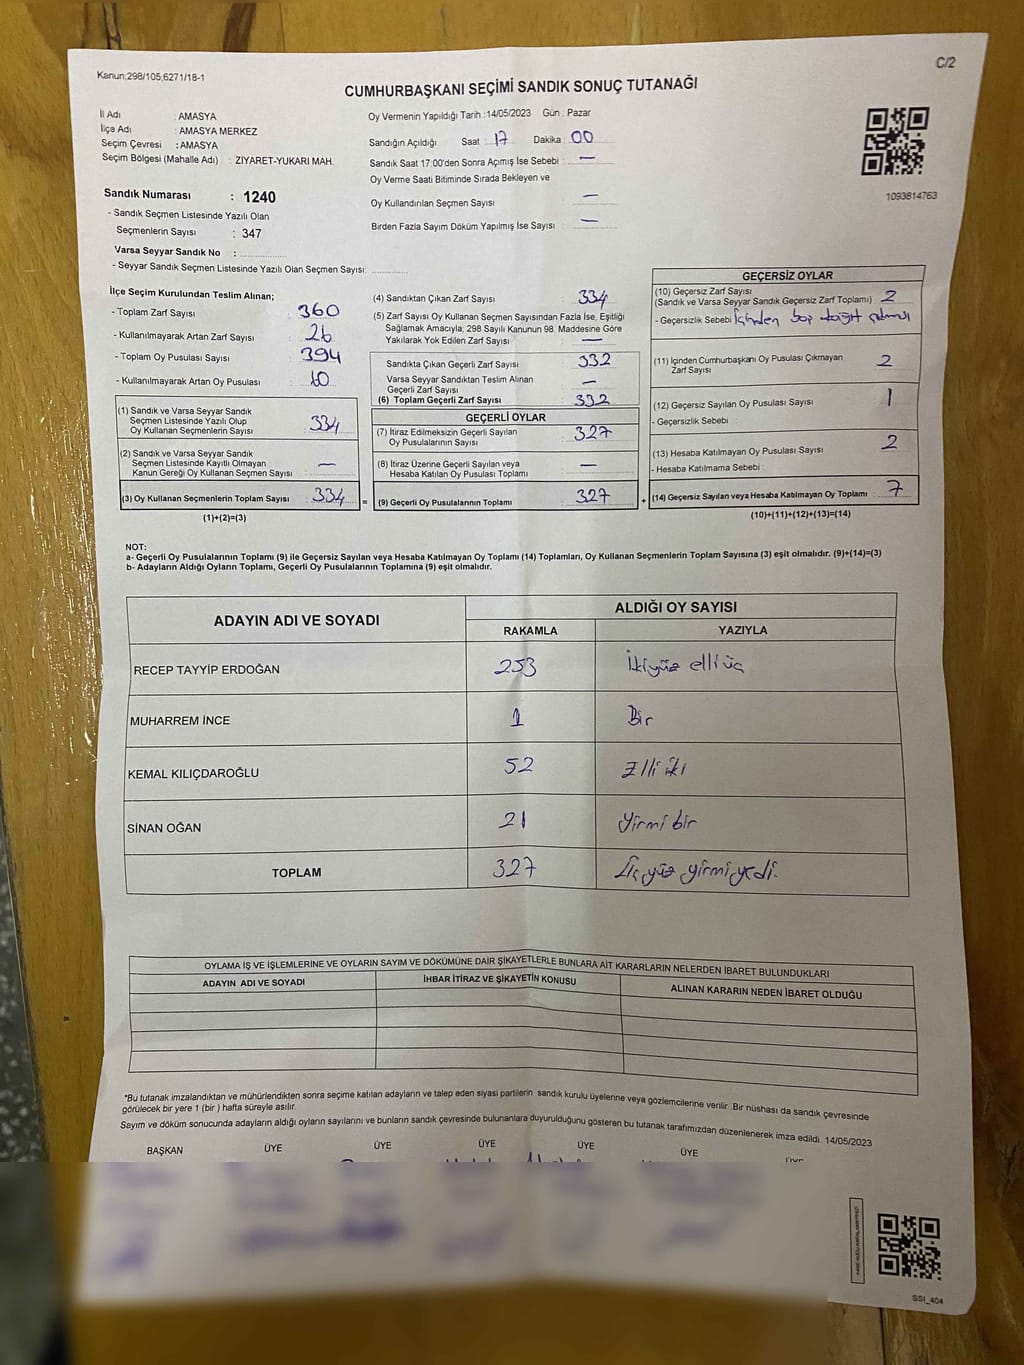 Kanun:298/105,6271/18-1
C/2
CUMHURBAŞKANI SEÇİMİ SANDIK SONUÇ TUTANAĞI
İl Adı : AMASYA
İlçe Adı : AMASYA MERKEZ
Seçim Çevresi : AMASYA
Seçim Bölgesi (Mahalle Adı) : ZİYARET-YUKARI MAH.
Sandık Numarası : 1240
- Sandık Seçmen Listesinde Yazılı Olan
Seçmenlerin Sayısı : 347
Varsa Seyyar Sandık No :
- Seyyar Sandık Seçmen Listesinde Yazılı Olan Seçmen Sayısı:
Oy Vermenin Yapıldığı Tarih :14/05/2023 Gün : Pazar
Sandığın Açıldığı Saat : 17 Dakika : 00
Sandık Saat 17:00'den Sonra Açımış İse Sebebi : —
Oy Verme Saati Bitiminde Sırada Bekleyen ve
Oy Kullandırılan Seçmen Sayısı : —
Birden Fazla Sayım Döküm Yapılmış İse Sayısı : —
1093814763
İlçe Seçim Kurulundan Teslim Alınan;
- Toplam Zarf Sayısı : 360
- Kullanılmayarak Artan Zarf Sayısı : 26
- Toplam Oy Pusulası Sayısı : 394
- Kullanılmayarak Artan Oy Pusulası : 60
(1) Sandık ve Varsa Seyyar Sandık
Seçmen Listesinde Yazılı Olup
Oy Kullanan Seçmenlerin Sayısı : 334
(2) Sandık ve Varsa Seyyar Sandık
Seçmen Listesinde Kayıtlı Olmayan
Kanun Gereği Oy Kullanan Seçmen Sayısı : —
(3) Oy Kullanan Seçmenlerin Toplam Sayısı : 334 =
(1)+(2)=(3)
(4) Sandıktan Çıkan Zarf Sayısı : 334
(5) Zarf Sayısı Oy Kullanan Seçmen Sayısından Fazla İse, Eşitliği
Sağlamak Amacıyla; 298 Sayılı Kanunun 98. Maddesine Göre
Yakılarak Yok Edilen Zarf Sayısı : —
Sandıkta Çıkan Geçerli Zarf Sayısı : 332
Varsa Seyyar Sandıktan Teslim Alınan
Geçerli Zarf Sayısı : —
(6) Toplam Geçerli Zarf Sayısı : 332
GEÇERLİ OYLAR
(7) İtiraz Edilmeksizin Geçerli Sayılan
Oy Pusulalarının Sayısı : 327
(8) İtiraz Üzerine Geçerli Sayılan veya
Hesaba Katılan Oy Pusulası Toplamı : —
(9) Geçerli Oy Pusulalarının Toplamı : 327 +
GEÇERSİZ OYLAR
(10) Geçersiz Zarf Sayısı
(Sandık ve Varsa Seyyar Sandık Geçersiz Zarf Toplamı) : 2
- Geçersizlik Sebebi : İçinden boş
(11) İçinden Cumhurbaşkanı Oy Pusulası Çıkmayan
Zarf Sayısı : 2
(12) Geçersiz Sayılan Oy Pusulası Sayısı : 1
- Geçersizlik Sebebi :
(13) Hesaba Katılmayan Oy Pusulası Sayısı : 2
- Hesaba Katılmama Sebebi :
(14) Geçersiz Sayılan veya Hesaba Katılmayan Oy Toplamı : 7
(10)+(11)+(12)+(13)=(14)
NOT:
a- Geçerli Oy Pusulalarının Toplamı (9) ile Geçersiz Sayılan veya Hesaba Katılmayan Oy Toplamı (14) Toplamları, Oy Kullanan Seçmenlerin Toplam Sayısına (3) eşit olmalıdır. (9)+(14)=(3)
b- Adayların Aldığı Oyların Toplamı, Geçerli Oy Pusulalarının Toplamına (9) eşit olmalıdır.
ADAYIN ADI VE SOYADI
ALDIĞI OY SAYISI
RAKAMLA YAZIYLA
RECEP TAYYİP ERDOĞAN 253 İkiyüz elliüç
MUHARREM İNCE 1 Bir
KEMAL KILIÇDAROĞLU 52 Elli iki
SİNAN OĞAN 21 Yirmi bir
TOPLAM 327 Üçyüz yirmiyedi.
OYLAMA İŞ VE İŞLEMLERİNE VE OYLARIN SAYIM VE DÖKÜMÜNE DAİR ŞİKAYETLERLE BUNLARA AİT KARARLARIN NELERDEN İBARET BULUNDUKLARI
ADAYIN ADI VE SOYADI İHBAR İTİRAZ VE ŞİKAYETİN KONUSU ALINAN KARARIN NEDEN İBARET OLDUĞU
*Bu tutanak imzalandıktan ve mühürlendikten sonra seçime katılan adayların ve talep eden siyasi partilerin sandık kurulu üyelerine veya gözlemcilerine verilir. Bir nüshası da sandık çevresinde
görülecek bir yere 1 (bir ) hafta süreyle asılır.
Sayım ve döküm sonucunda adayların aldığı oyların sayılarını ve bunların sandık çevresinde bulunanlara duyurulduğunu gösteren bu tutanak tarafımızdan düzenlenerek imza edildi. 14/05/2023
BAŞKAN ÜYE ÜYE ÜYE ÜYE ÜYE ÜYE
SSI_404